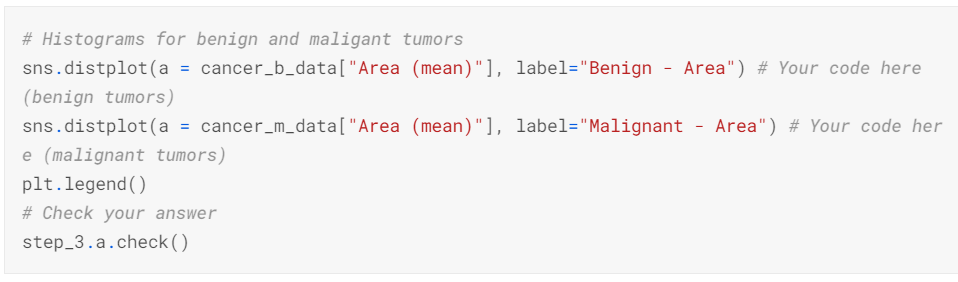 # Histograms for benign and maligant tumors
sns.distplot(a = cancer_b_data["Area (mean)"], label="Benign - Area") # Your code here
(benign tumors)
sns.distplot(a = cancer_m_data["Area (mean)"], label="Malignant - Area") # Your code her
e (malignant tumors)
plt.legend()
# Check your answer
step_3.a.check()